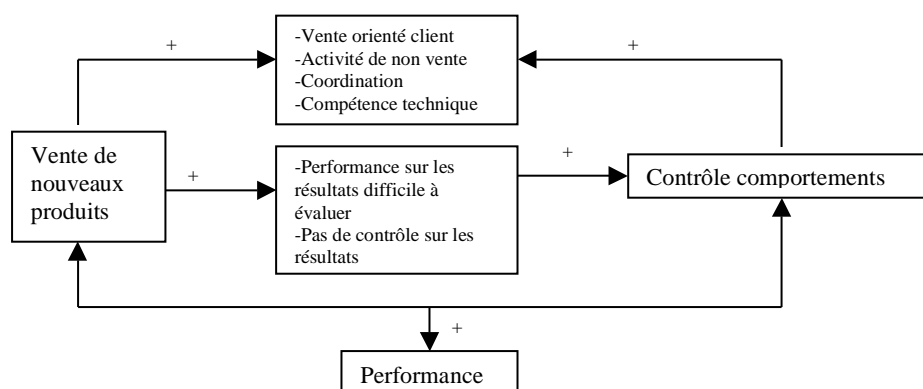 +
-Vente orienté client
-Activité de non vente
-Coordination
-Compétence technique
+
Vente de
nouveaux
produits
+
-Performance sur les
résultats difficile à
évaluer
-Pas de contrôle sur les
résultats
+
Contrôle comportements
+
Performance